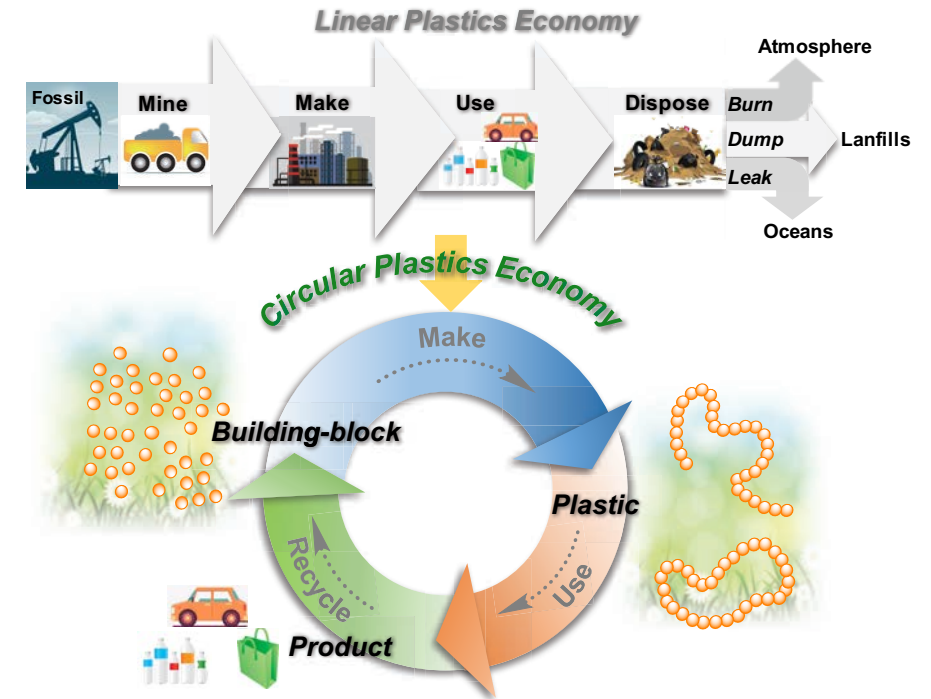 Linear Plastics Economy
Atmosphere
Fossil
Mine
Make
Use
Dispose
Burn
Dump
Lanfills
Leak
Oceans
Circular Plastics Economy
Make
Building-block
Plastic
Use
Recycle
Product